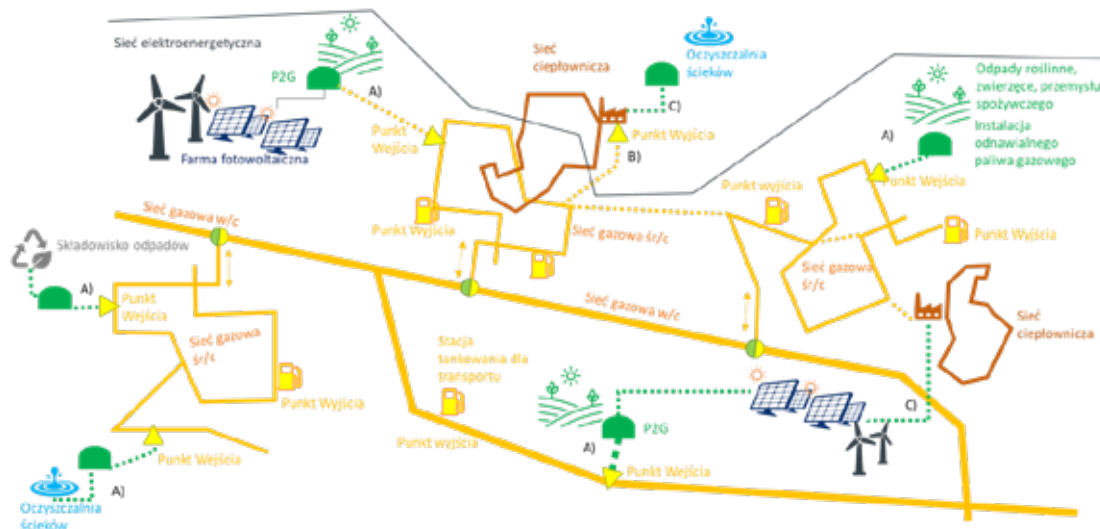 Sieć elektroenergetyczna
P2G
A)
Farma fotowoltaiczna
Punkt
Wejścia
Sieć
ciepłownicza
Oczyszczalnia
ścieków
C)
Punkt Wyjścia
B)
Odpady roślinne,
zwierzęce, przemysłu
spożywczego
A)
Instalacja
odnawialnego
paliwa gazowego
Punkt Wejścia
Punkt wyjścia
Punkt Wyjścia
Sieć gazowa w/c
Punkt Wyjścia
Sieć gazowa śr/c
Sieć gazowa
śr/c
Składowisko odpadów
A)
Punkt
Wejścia
Sieć gazowa
śr/c
Sieć gazowa w/c
Sieć
ciepłownicza
Stacja
tankowania dla
transportu
Punkt Wyjścia
Punkt wyjścia
P2G
A)
C)
Punkt Wejścia
Punkt Wejścia
A)
Oczyszczalnia
ścieków